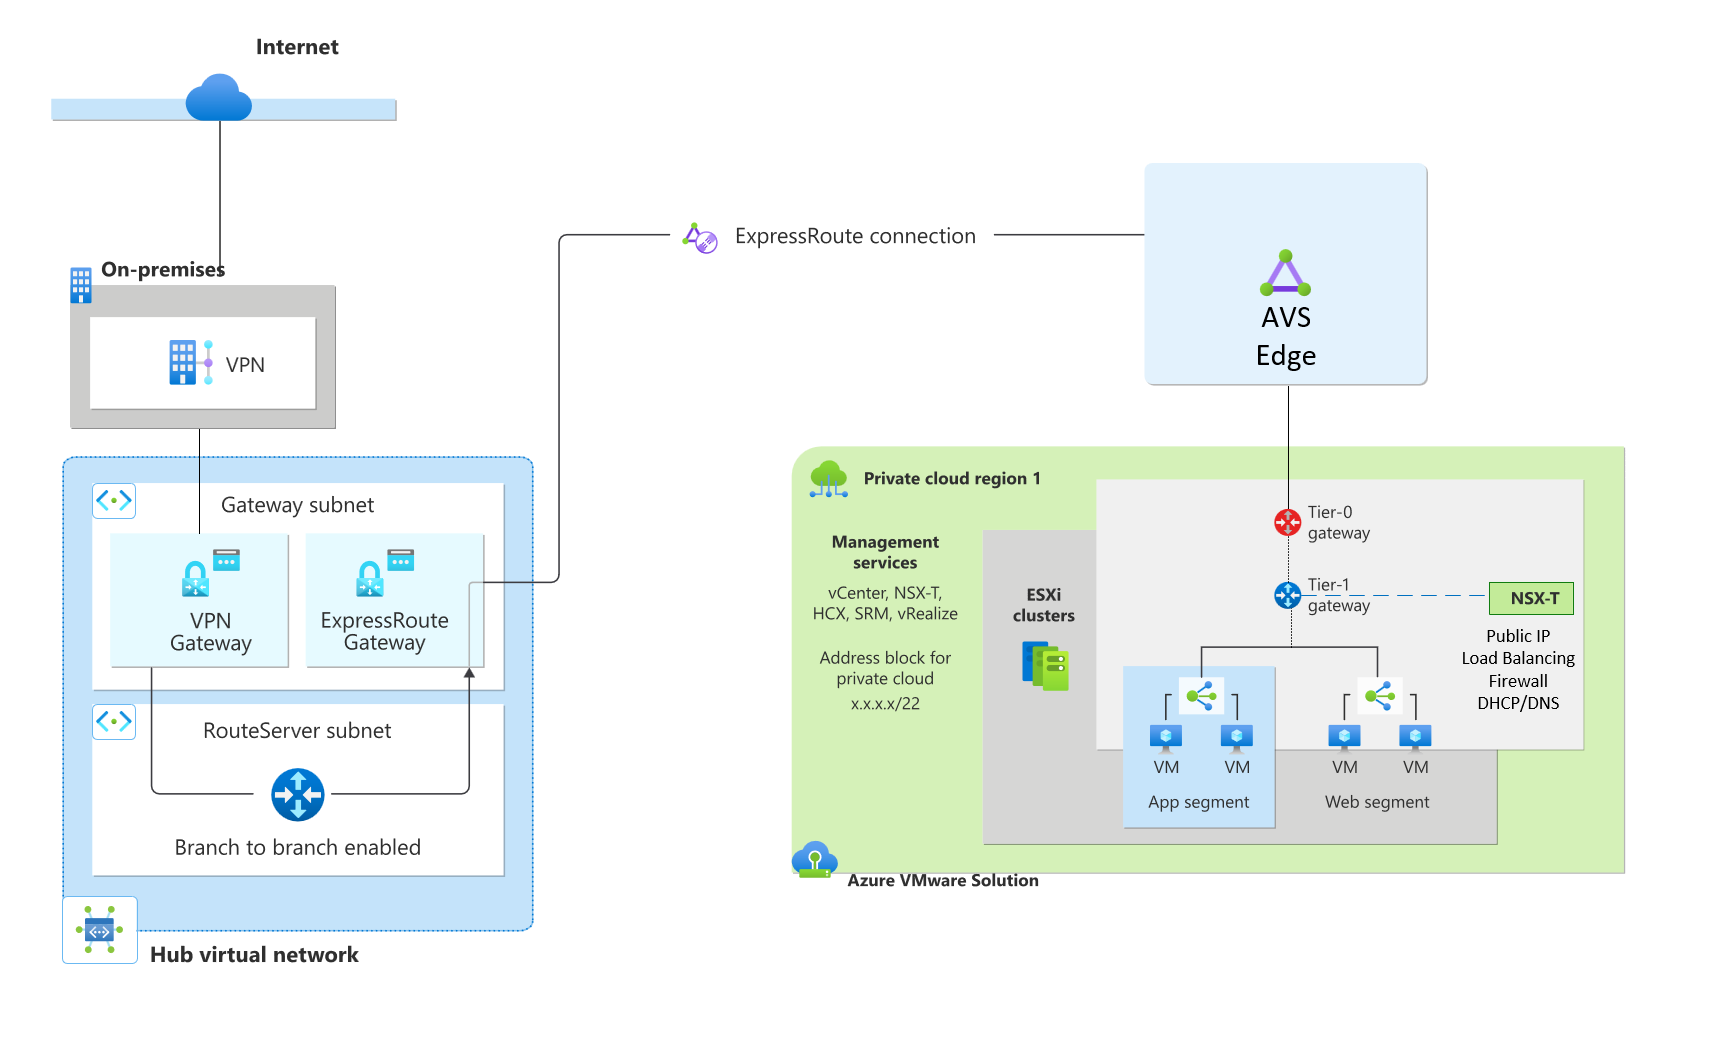 Internet
On-premises
VPN
Gateway subnet
VPN
Gateway
ExpressRoute
Gateway
RouteServer subnet
Branch to branch enabled
Hub virtual network
ExpressRoute connection
AVS
Edge
Private cloud region 1
Management
services
vCenter, NSX-T,
HCX, SRM, vRealize
Address block for
private cloud
x.x.x.x/22
ESXi
clusters
Tier-0
gateway
Tier-1
gateway
NSX-T
Public IP
Load Balancing
Firewall
DHCP/DNS
VM
VM
App segment
VM
VM
Web segment
Azure VMware Solution